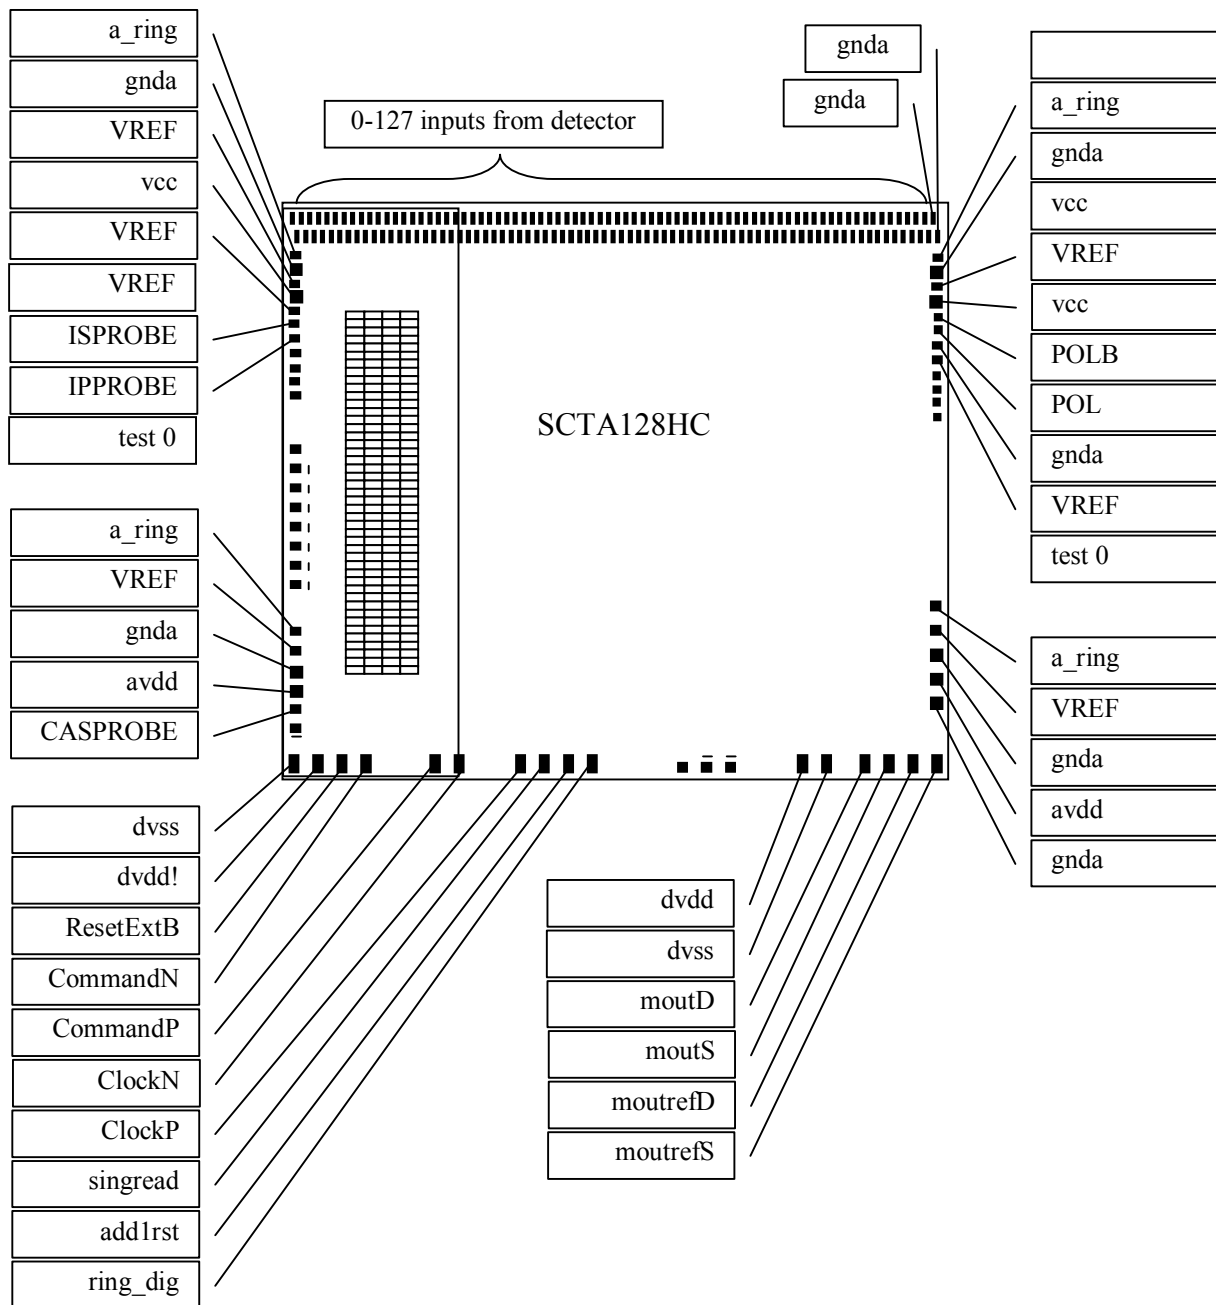 a_ring
gnda
VREF
vcc
VREF
VREF
ISPROBE
IPPROBE
test 0
a_ring
VREF
gnda
avdd
CASPROBE
dvss
dvdd!
ResetExtB
CommandN
CommandP
ClockN
ClockP
singread
add1rst
ring_dig
0-127 inputs from detector
SCTA128HC
gnda
gnda
dvdd
dvss
moutD
moutS
moutrefD
moutrefS
a_ring
gnda
vcc
VREF
vcc
POLB
POL
gnda
VREF
test 0
a_ring
VREF
gnda
avdd
gnda